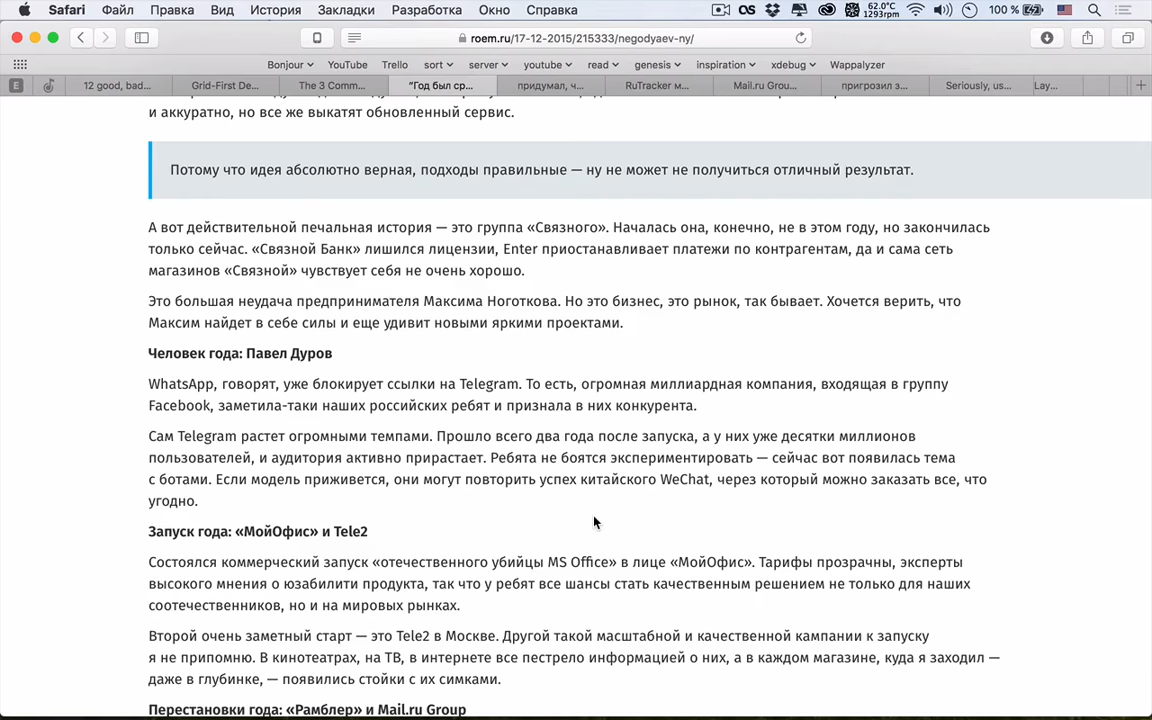 Safari Файл Правка Вид История Закладки Разработка Окно Справка 62.0°C 1293rpm 100 %
roem.ru/17-12-2015/215333/negodyaev-ny/
Bonjour YouTube Trello sort server youtube read genesis inspiration xdebug Wappalyzer
E 12 good, bad... Grid-First De... The 3 Comm... "Год был ср... придумал, ч... RuTracker м... Mail.ru Grou... пригрозил з... Seriously, us... Lay...
и аккуратно, но все же выкатят обновленный сервис.
Потому что идея абсолютно верная, подходы правильные — ну не может не получиться отличный результат.
А вот действительной печальная история — это группа «Связного». Началась она, конечно, не в этом году, но закончилась
только сейчас. «Связной Банк» лишился лицензии, Enter приостанавливает платежи по контрагентам, да и сама сеть
магазинов «Связной» чувствует себя не очень хорошо.
Это большая неудача предпринимателя Максима Ноготкова. Но это бизнес, это рынок, так бывает. Хочется верить, что
Максим найдет в себе силы и еще удивит новыми яркими проектами.
Человек года: Павел Дуров
WhatsApp, говорят, уже блокирует ссылки на Telegram. То есть, огромная миллиардная компания, входящая в группу
Facebook, заметила-таки наших российских ребят и признала в них конкурента.
Сам Telegram растет огромными темпами. Прошло всего два года после запуска, а у них уже десятки миллионов
пользователей, и аудитория активно прирастает. Ребята не боятся экспериментировать — сейчас вот появилась тема
с ботами. Если модель приживется, они могут повторить успех китайского WeChat, через который можно заказать все, что
угодно.
Запуск года: «МойОфис» и Tele2
Состоялся коммерческий запуск «отечественного убийцы MS Office» в лице «МойОфис». Тарифы прозрачны, эксперты
высокого мнения о юзабилити продукта, так что у ребят все шансы стать качественным решением не только для наших
соотечественников, но и на мировых рынках.
Второй очень заметный старт — это Tele2 в Москве. Другой такой масштабной и качественной кампании к запуску
я не припомню. В кинотеатрах, на ТВ, в интернете все пестрело информацией о них, а в каждом магазине, куда я заходил —
даже в глубинке, — появились стойки с их симками.
Перестановки года: «Рамблер» и Mail.ru Group